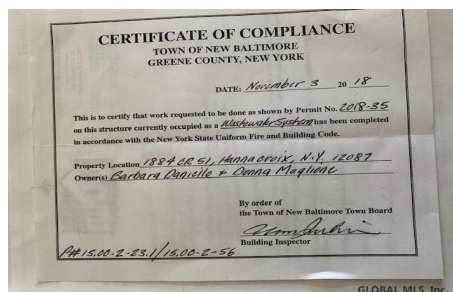 CERTIFICATE OF COMPLIANCE
TOWN OF NEW BALTIMORE
GREENE COUNTY, NEW YORK
DATE: November 3 20 18
This is to certify that work requested to be done as shown by Permit No. 2018-35
on this structure currently occupied as a Wastewater System has been completed
in accordance with the New York State Uniform Fire and Building Code.
Property Location 1884 CR 51, Hannacroix, N.Y. 12087
Owner(s) Barbara Daniello + Donna Maglione
By order of
the Town of New Baltimore Town Board
Building Inspector
P#15.00-2-23.1/15.00-2-56
GLOBAL MLS, Inc.